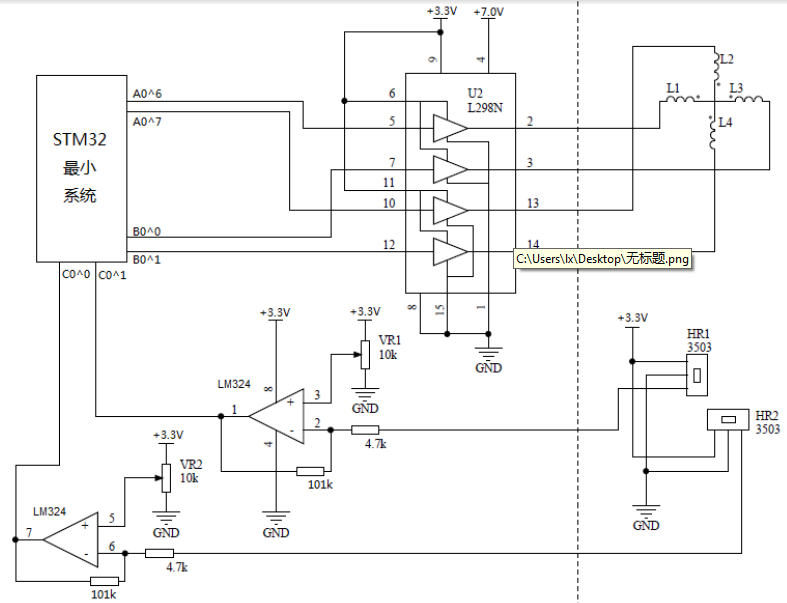 +3.3V
+7.0V
9
4
U2
L298N
STM32
最小
系统
A0^6
A0^7
B0^0
B0^1
C0^0
C0^1
6
5
7
11
10
12
2
3
13
14
8
15
1
GND
L1
L2
L3
L4
C:\Users\lx\Desktop\无标题.png
+3.3V
+3.3V
VR1
10k
GND
LM324
8
1
3
2
4
+
-
4.7k
101k
GND
+3.3V
VR2
10k
GND
LM324
7
5
6
+
-
4.7k
101k
+3.3V
HR1
3503
HR2
3503
GND